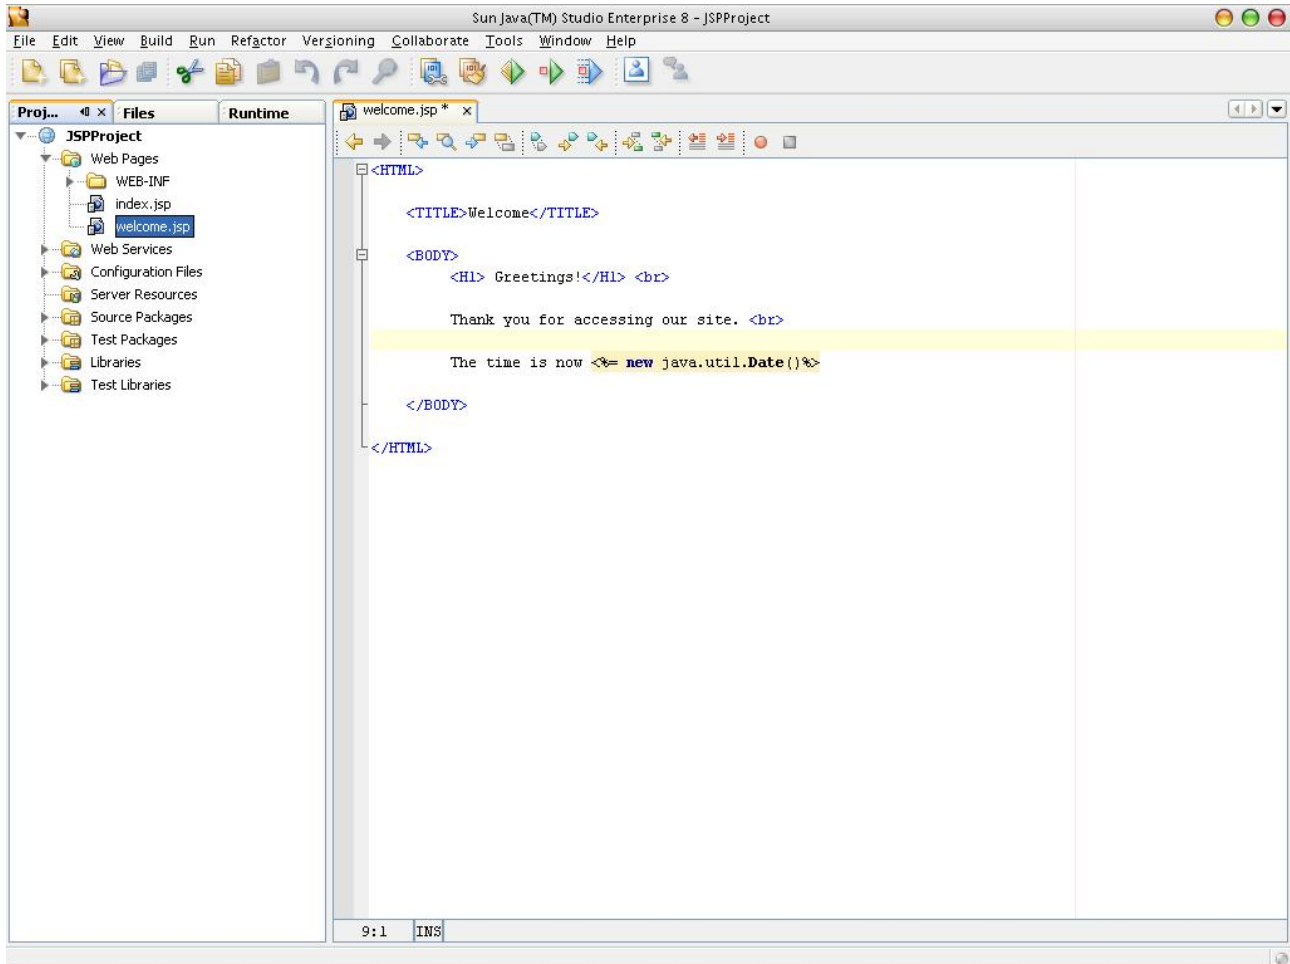 Sun Java(TM) Studio Enterprise 8 - JSPProject
File Edit View Build Run Refactor Versioning Collaborate Tools Window Help
Proj... Files Runtime
JSPProject
Web Pages
WEB-INF
index.jsp
welcome.jsp
Web Services
Configuration Files
Server Resources
Source Packages
Test Packages
Libraries
Test Libraries
welcome.jsp *
<HTML>
<TITLE>Welcome</TITLE>
<BODY>
<H1> Greetings!</H1> <br>
Thank you for accessing our site. <br>
The time is now <%= new java.util.Date()%>
</BODY>
</HTML>
9:1 INS